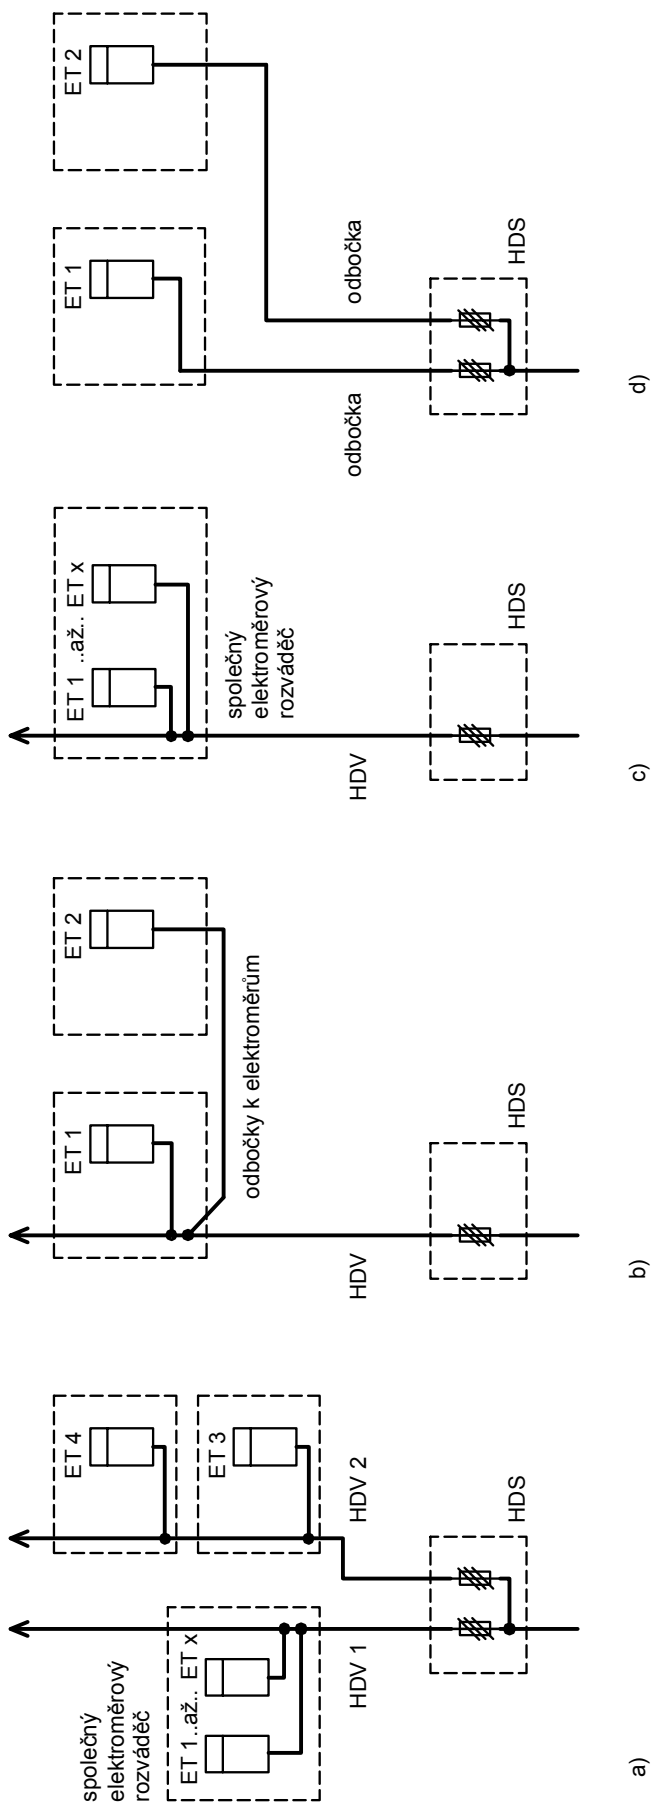 společný
elektroměrový
rozváděč
ET 1..až.. ET x
ET 4
ET 3
HDV 1
HDV 2
HDS
a)
ET 1
ET 2
odbočky k elektroměrům
HDV
HDS
b)
ET 1 ..až.. ET x
společný
elektroměrový
rozváděč
HDV
HDS
c)
ET 1
ET 2
odbočka
odbočka
HDS
d)